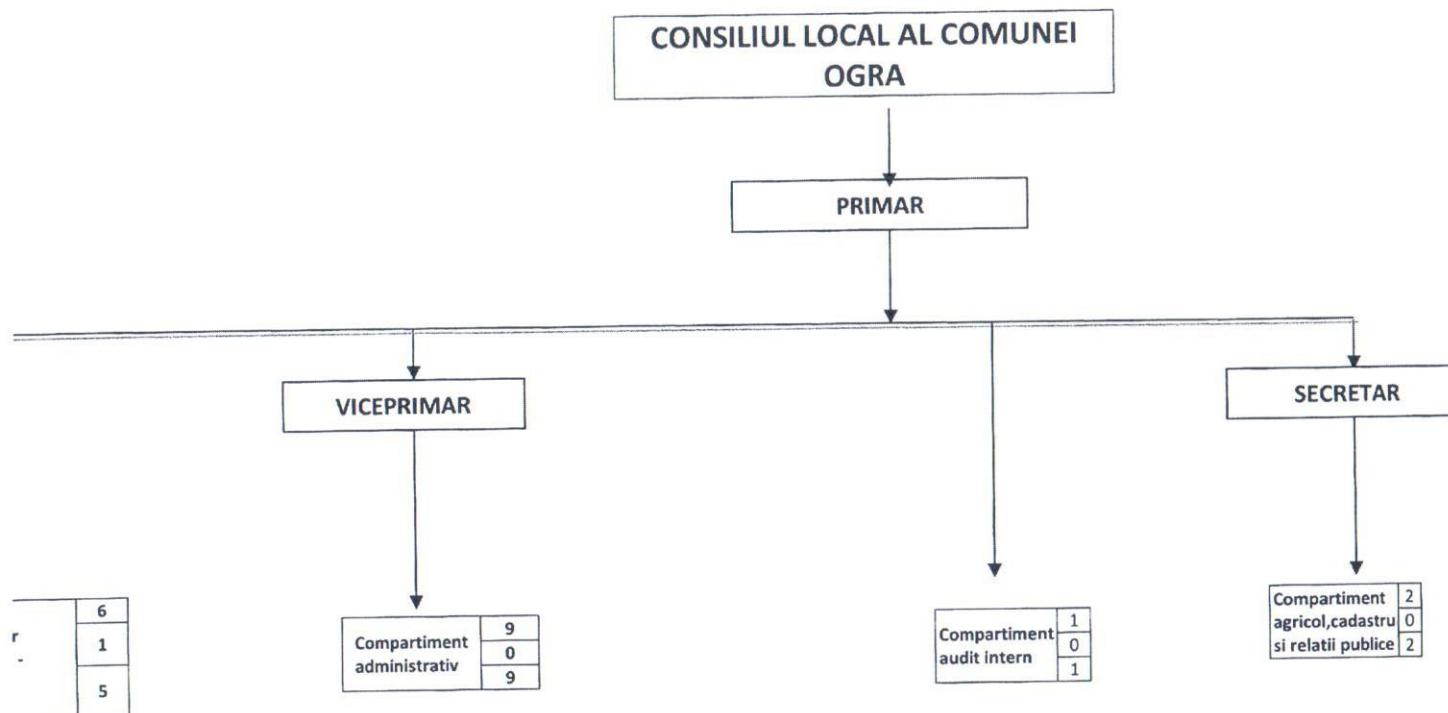 CONSILIUL LOCAL AL COMUNEI
OGRA
PRIMAR
VICEPRIMAR
SECRETAR
r
-
6
1
5
Compartiment
administrativ
9
0
9
Compartiment
audit intern
1
0
1
Compartiment
agricol,cadastru
si relatii publice
2
0
2